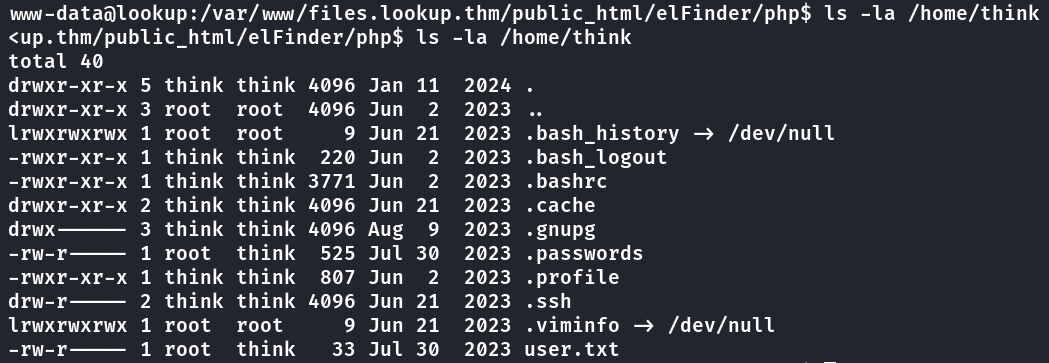 www-data@lookup:/var/www/files.lookup.thm/public_html/elFinder/php$ ls -la /home/think
<up.thm/public_html/elFinder/php$ ls -la /home/think
total 40
drwxr-xr-x 5 think think 4096 Jan 11  2024 .
drwxr-xr-x 3 root  root  4096 Jun  2  2023 ..
lrwxrwxrwx 1 root  root     9 Jun 21  2023 .bash_history -> /dev/null
-rwxr-xr-x 1 think think  220 Jun  2  2023 .bash_logout
-rwxr-xr-x 1 think think 3771 Jun  2  2023 .bashrc
drwxr-xr-x 2 think think 4096 Jun 21  2023 .cache
drwx------ 3 think think 4096 Aug  9  2023 .gnupg
-rw-r----- 1 root  think  525 Jul 30  2023 .passwords
-rwxr-xr-x 1 think think  807 Jun  2  2023 .profile
drw-r----- 2 think think 4096 Jun 21  2023 .ssh
lrwxrwxrwx 1 root  root     9 Jun 21  2023 .viminfo -> /dev/null
-rw-r----- 1 root  think   33 Jul 30  2023 user.txt